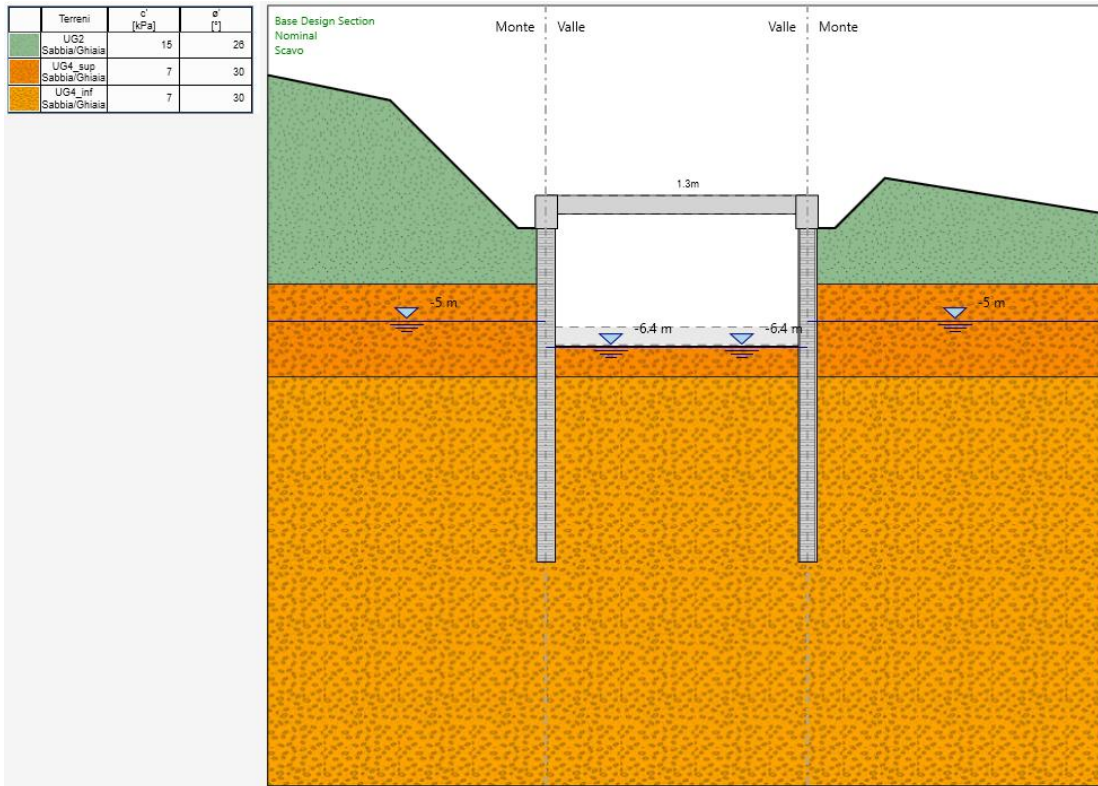 Terreni c' [kPa] ø' [°]
UG2 Sabbia/Ghiaia 15 26
UG4_sup Sabbia/Ghiaia 7 30
UG4_inf Sabbia/Ghiaia 7 30
Base Design Section
Nominal
Scavo
Monte Valle Valle Monte
1.3m
-5 m -5 m
-6.4 m -6.4 m